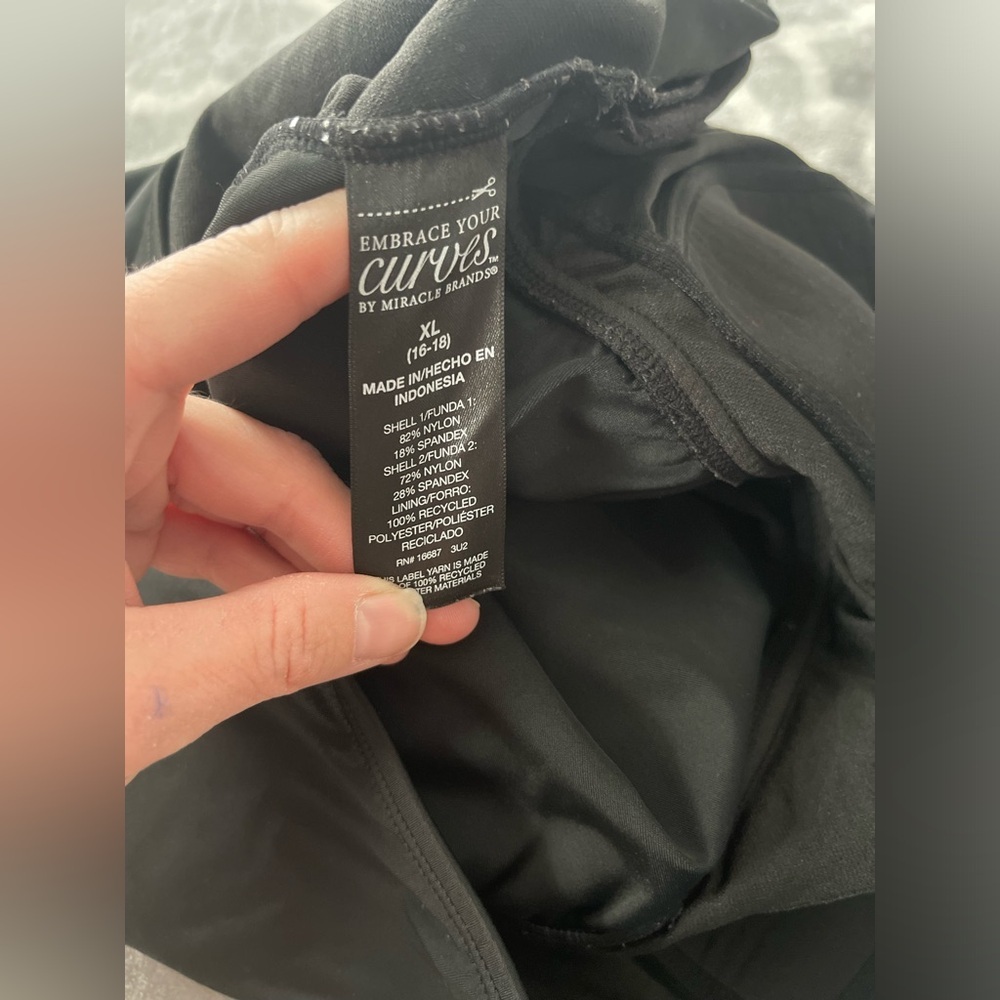 EMBRACE YOUR
curves™
BY MIRACLE BRANDS®
XL
(16-18)
MADE IN/HECHO EN
INDONESIA
SHELL 1/FUNDA 1:
82% NYLON
18% SPANDEX
SHELL 2/FUNDA 2:
72% NYLON
28% SPANDEX
LINING/FORRO:
100% RECYCLED
POLYESTER/POLIÉSTER
RECICLADO
RN# 16687 3U2
LABEL YARN IS MADE
OF 100% RECYCLED
MATERIALS